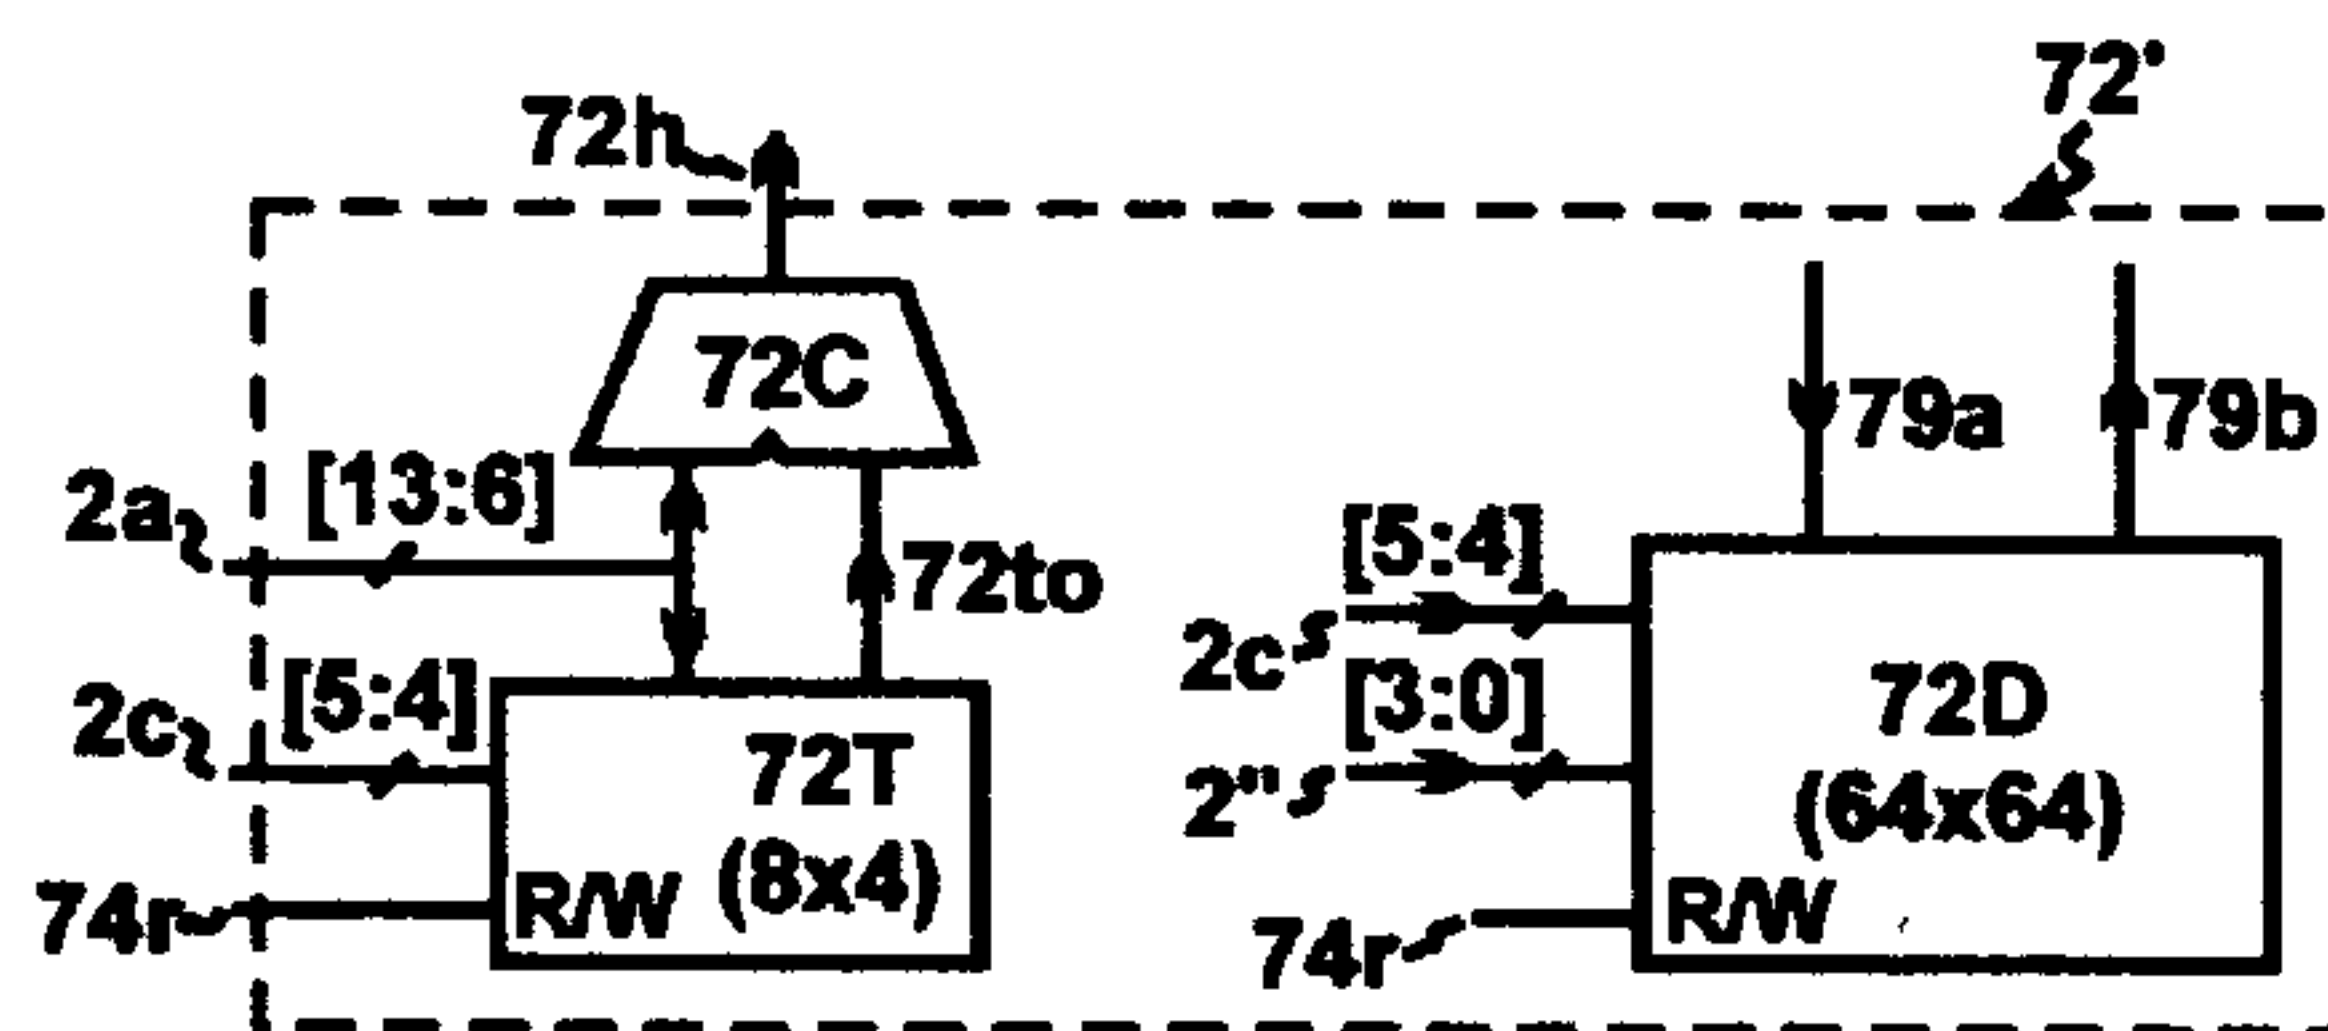 72'
72h
72C
79a
79b
2a
[13:6]
72to
[5:4]
2c
[5:4]
2c
[3:0]
2"
72T
(8x4)
72D
(64x64)
74r
R/W
74r
R/W